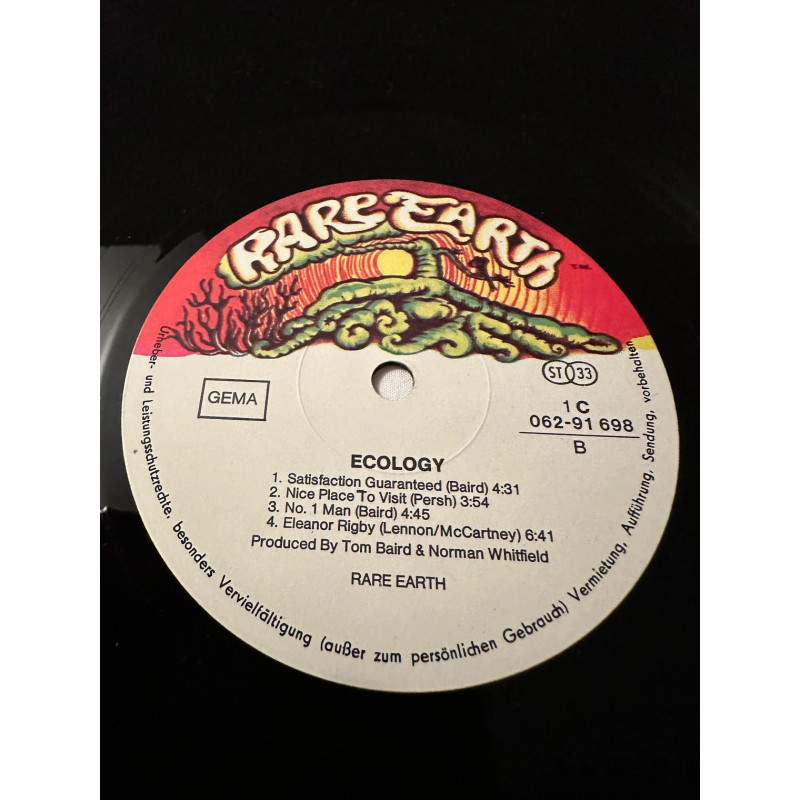 RARE EARTH
T.M.
GEMA
ST 33
1C
062-91 698
B
ECOLOGY
1. Satisfaction Guaranteed (Baird) 4:31
2. Nice Place To Visit (Persh) 3:54
3. No. 1 Man (Baird) 4:45
4. Eleanor Rigby (Lennon/McCartney) 6:41
Produced By Tom Baird & Norman Whitfield
RARE EARTH
Urheber- und Leistungsschutzrechte, besonders Vervielfältigung (außer zum persönlichen Gebrauch) Vermietung, Aufführung, Sendung, vorbehalten